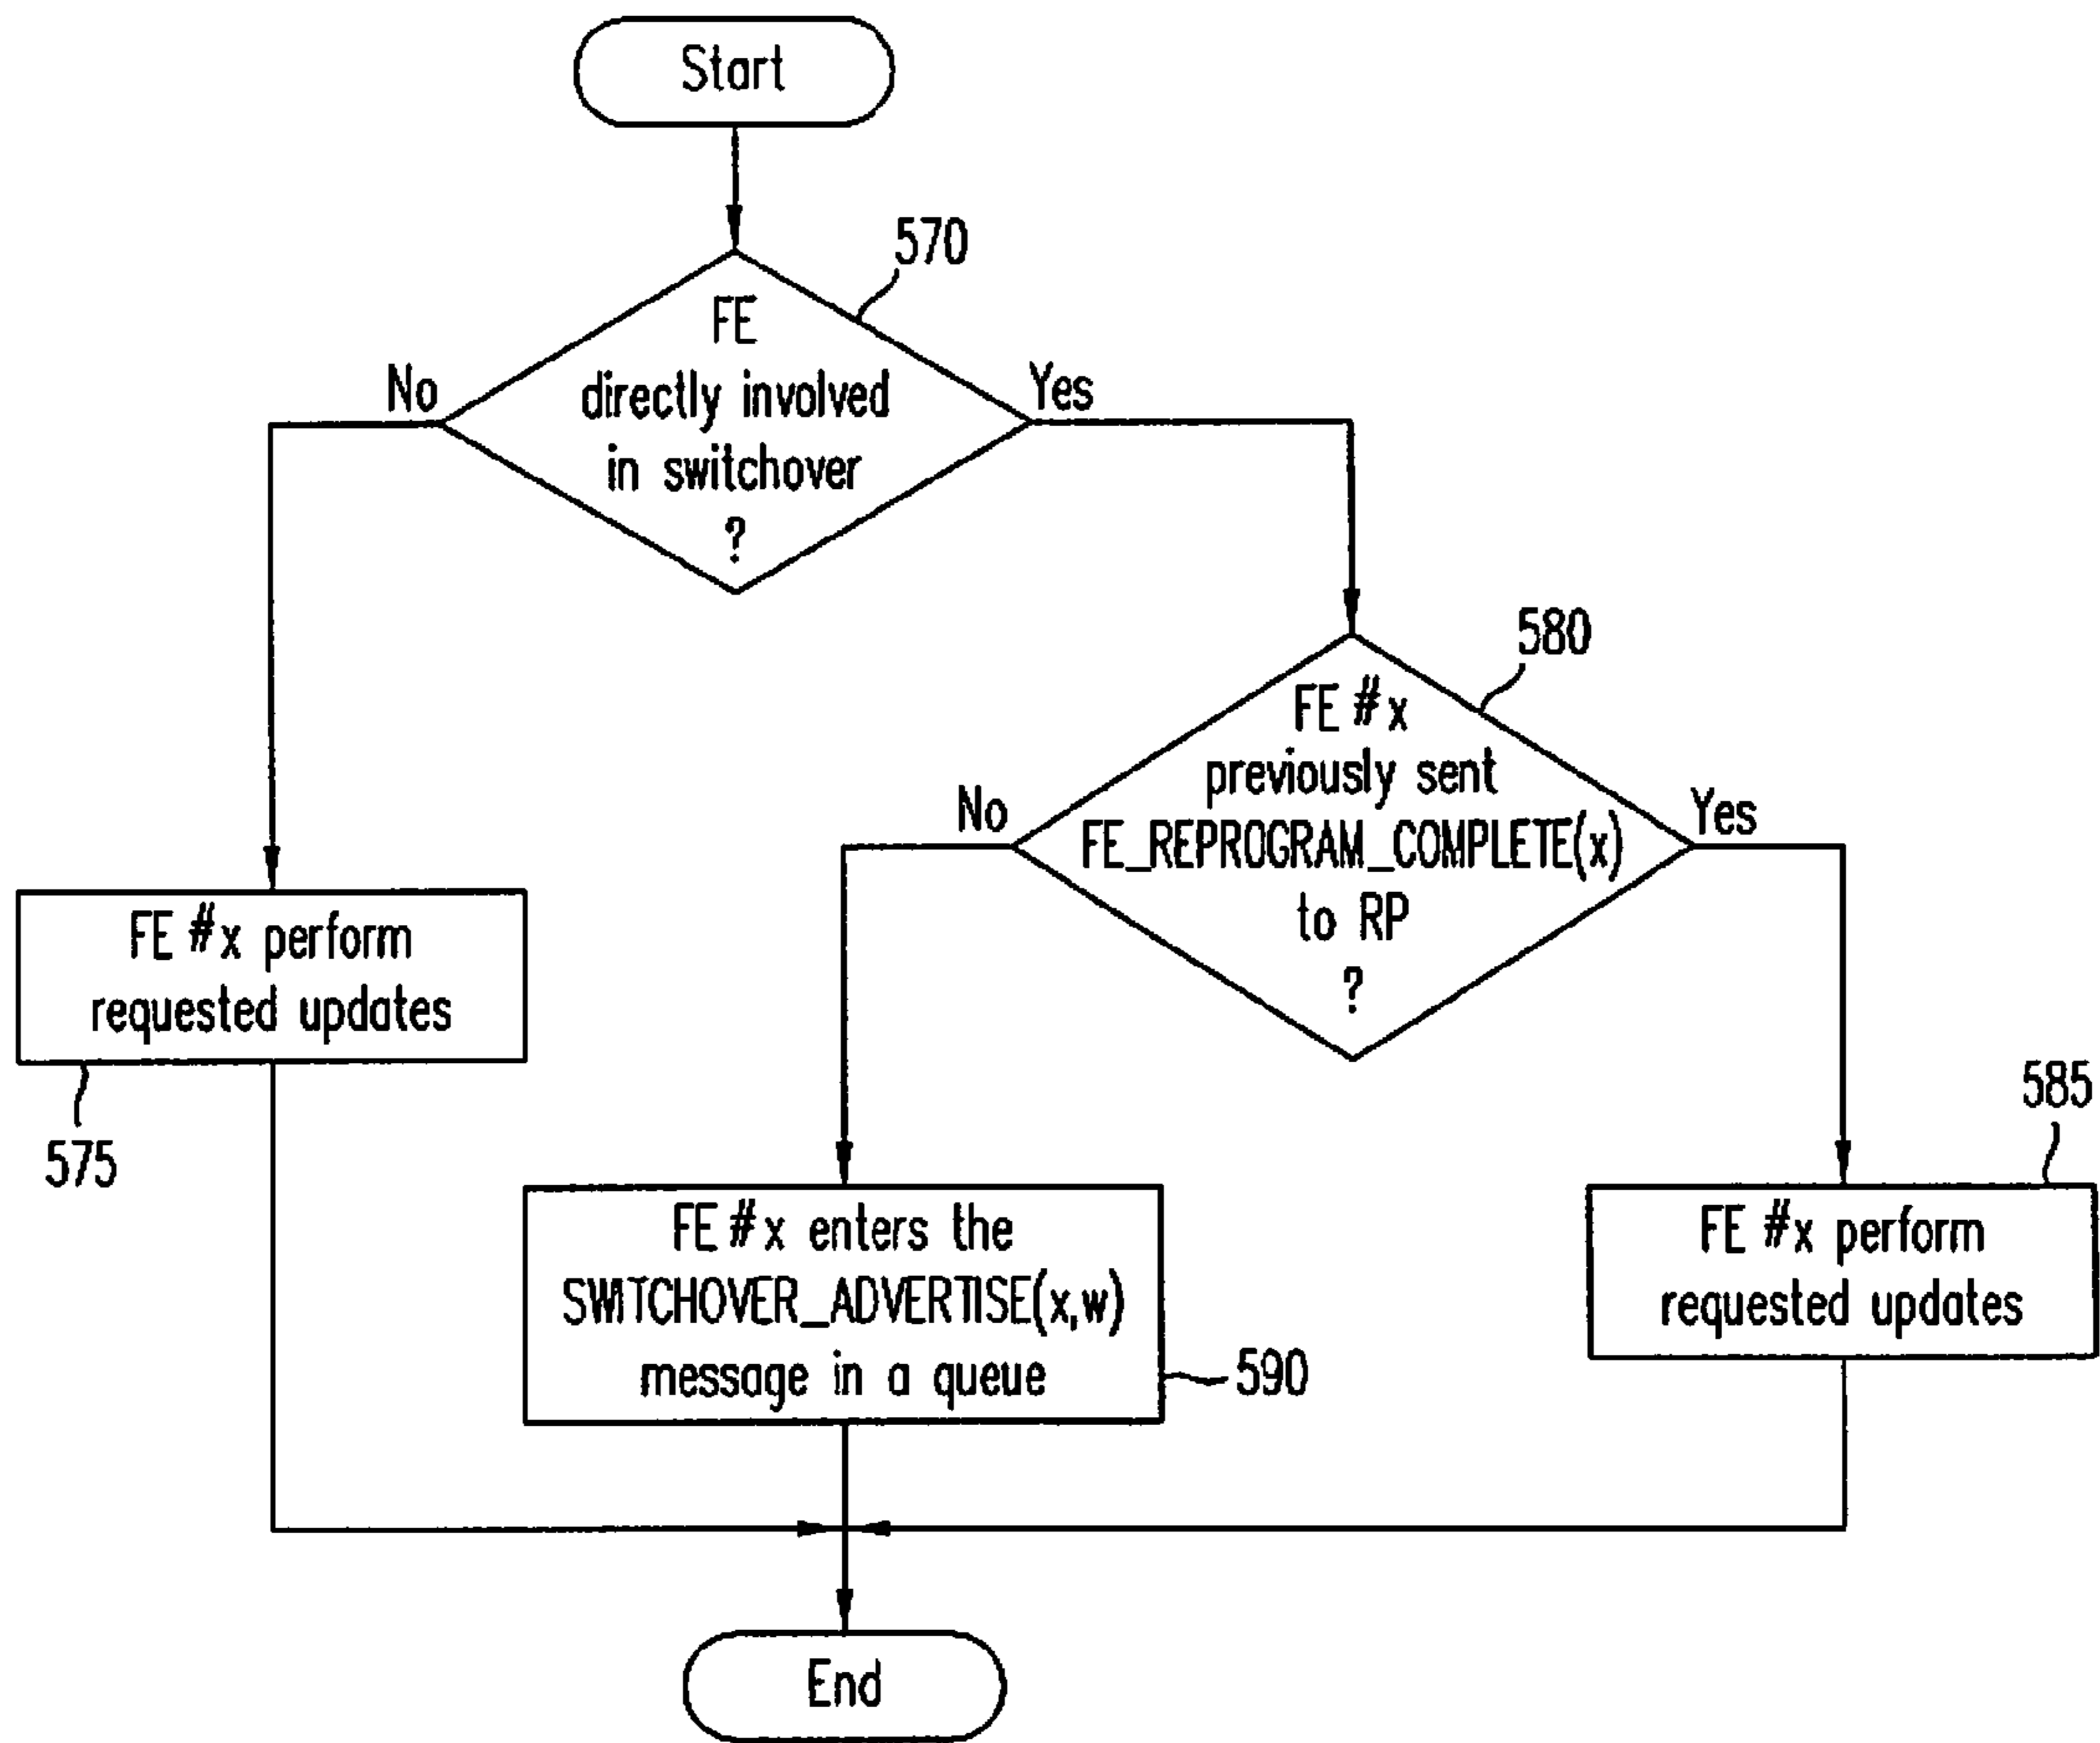 Start
570
FE
directly involved
in switchover
?
No
Yes
580
FE #x
previously sent
FE_REPROGRAM_COMPLETE(x)
to RP
?
No
Yes
FE #x perform
requested updates
575
585
FE #x enters the
SWITCHOVER_ADVERTISE(x,w)
message in a queue
590
FE #x perform
requested updates
End